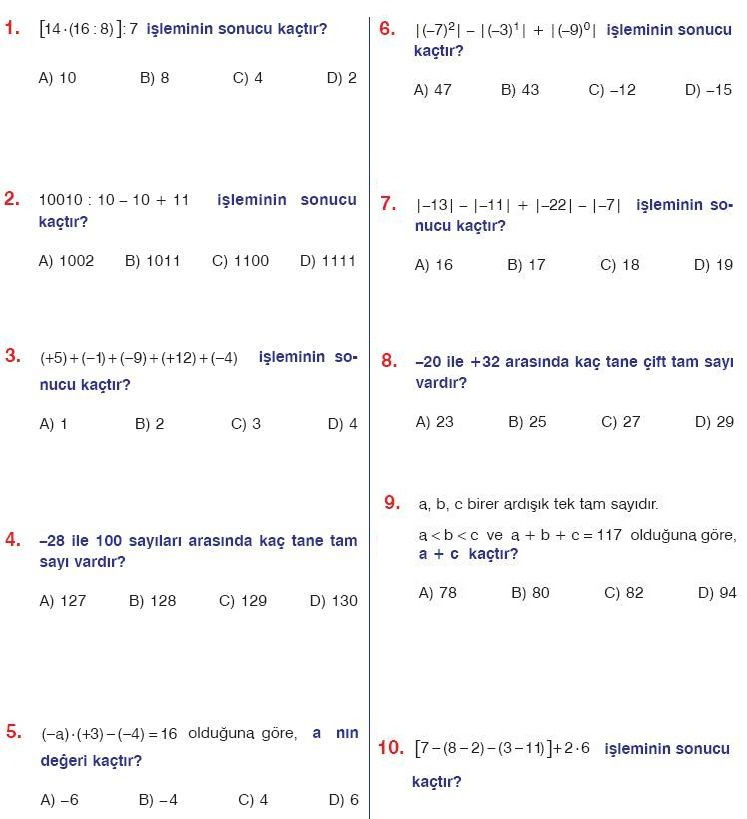 1. [14·(16:8)]:7 işleminin sonucu kaçtır?
A) 10 B) 8 C) 4 D) 2
2. 10010 : 10 – 10 + 11 işleminin sonucu
kaçtır?
A) 1002 B) 1011 C) 1100 D) 1111
3. (+5)+(–1)+(–9)+(+12)+(–4) işleminin so-
nucu kaçtır?
A) 1 B) 2 C) 3 D) 4
4. –28 ile 100 sayıları arasında kaç tane tam
sayı vardır?
A) 127 B) 128 C) 129 D) 130
5. (–a)·(+3)–(–4)=16 olduğuna göre, a nın
değeri kaçtır?
A) –6 B) –4 C) 4 D) 6
6. |(–7)²| – |(–3)¹| + |(–9)⁰| işleminin sonucu
kaçtır?
A) 47 B) 43 C) –12 D) –15
7. |–13| – |–11| + |–22| – |–7| işleminin so-
nucu kaçtır?
A) 16 B) 17 C) 18 D) 19
8. –20 ile +32 arasında kaç tane çift tam sayı
vardır?
A) 23 B) 25 C) 27 D) 29
9. a, b, c birer ardışık tek tam sayıdır.
a<b<c ve a + b + c = 117 olduğuna göre,
a + c kaçtır?
A) 78 B) 80 C) 82 D) 94
10. [7–(8–2)–(3–11)]+2·6 işleminin sonucu
kaçtır?